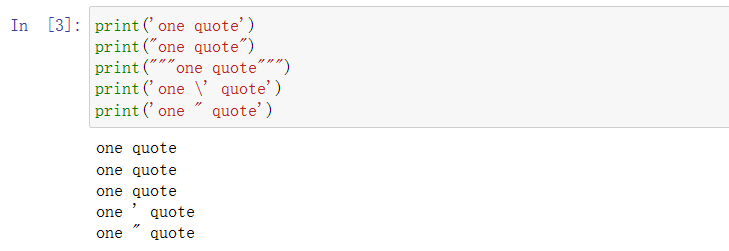 In [3]: print('one quote')
print("one quote")
print("""one quote""")
print('one \' quote')
print('one " quote')
one quote
one quote
one quote
one ' quote
one " quote